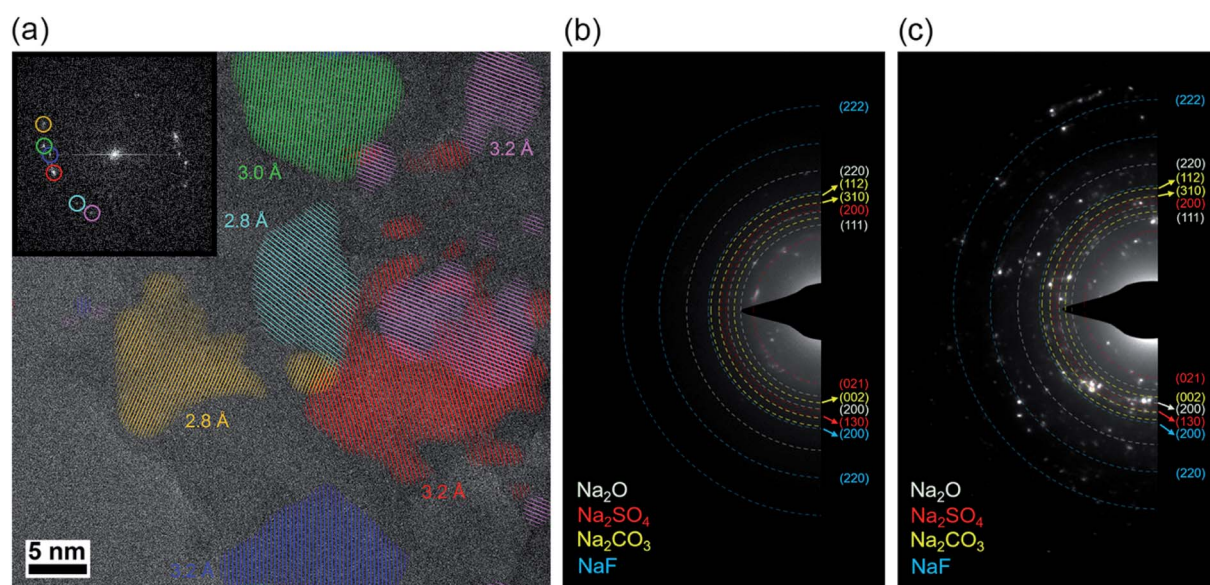 (a)
3.0 Å
3.2 Å
2.8 Å
2.8 Å
3.2 Å
3.2 Å
5 nm
(b)
(222)
(220)
(112)
(310)
(200)
(111)
(021)
(002)
(200)
(130)
(200)
(220)
Na₂O
Na₂SO₄
Na₂CO₃
NaF
(c)
(222)
(220)
(112)
(310)
(200)
(111)
(021)
(002)
(200)
(130)
(200)
(220)
Na₂O
Na₂SO₄
Na₂CO₃
NaF